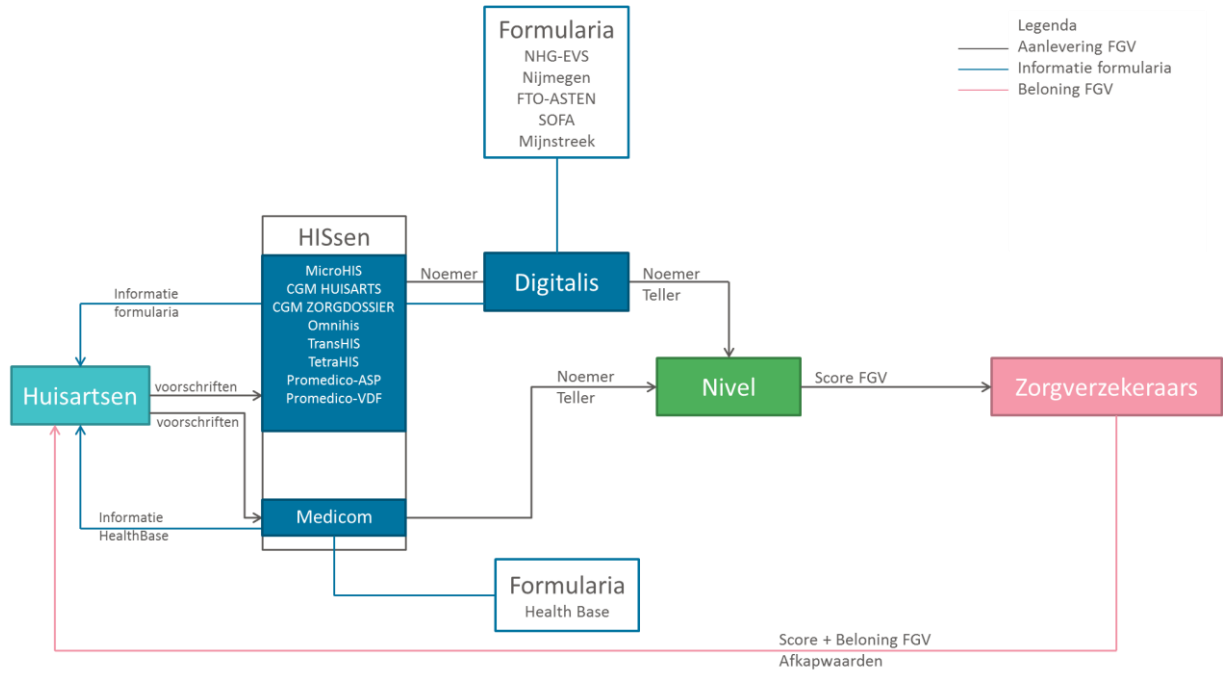 Formularia
NHG-EVS
Nijmegen
FTO-ASTEN
SOFA
Mijnstreek
Legenda
Aanlevering FGV
Informatie formularia
Beloning FGV
HISsen
MicroHIS
CGM HUISARTS
CGM ZORGDOSSIER
Omnihis
TransHIS
TetraHIS
Promedico-ASP
Promedico-VDF
Noemer
Digitalis
Noemer
Teller
Informatie
formularia
Huisartsen
voorschriften
voorschriften
Noemer
Teller
Nivel
Score FGV
Zorgverzekeraars
Medicom
Informatie
HealthBase
Formularia
Health Base
Score + Beloning FGV
Afkapwaarden